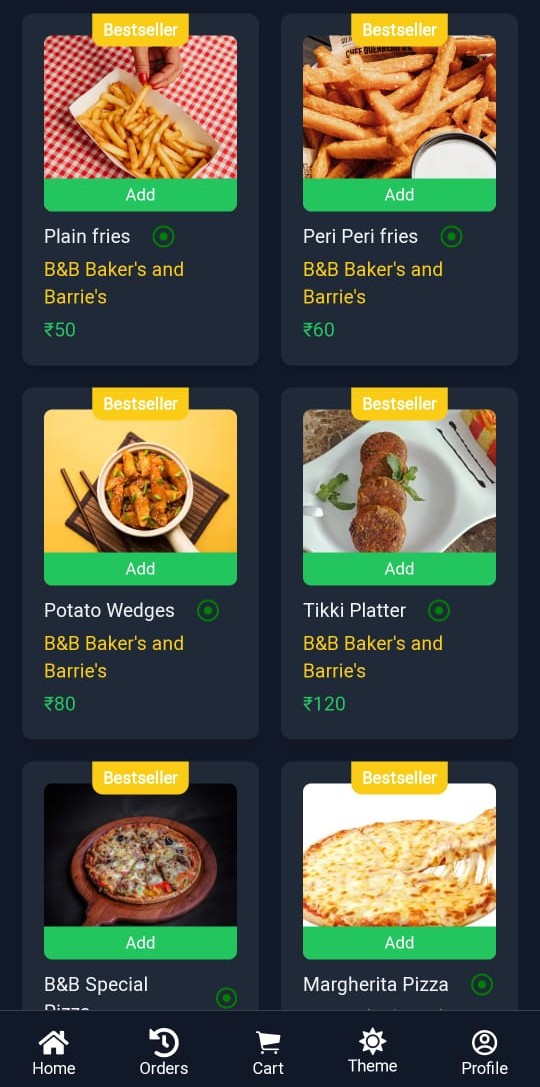 Bestseller
Bestseller
Add
Add
Plain fries
Peri Peri fries
B&B Baker's and
Barrie's
B&B Baker's and
Barrie's
₹50
₹60
Bestseller
Bestseller
Add
Add
Potato Wedges
Tikki Platter
B&B Baker's and
Barrie's
B&B Baker's and
Barrie's
₹80
₹120
Bestseller
Bestseller
Add
Add
B&B Special
Pizza
Margherita Pizza
Home
Orders
Cart
Theme
Profile